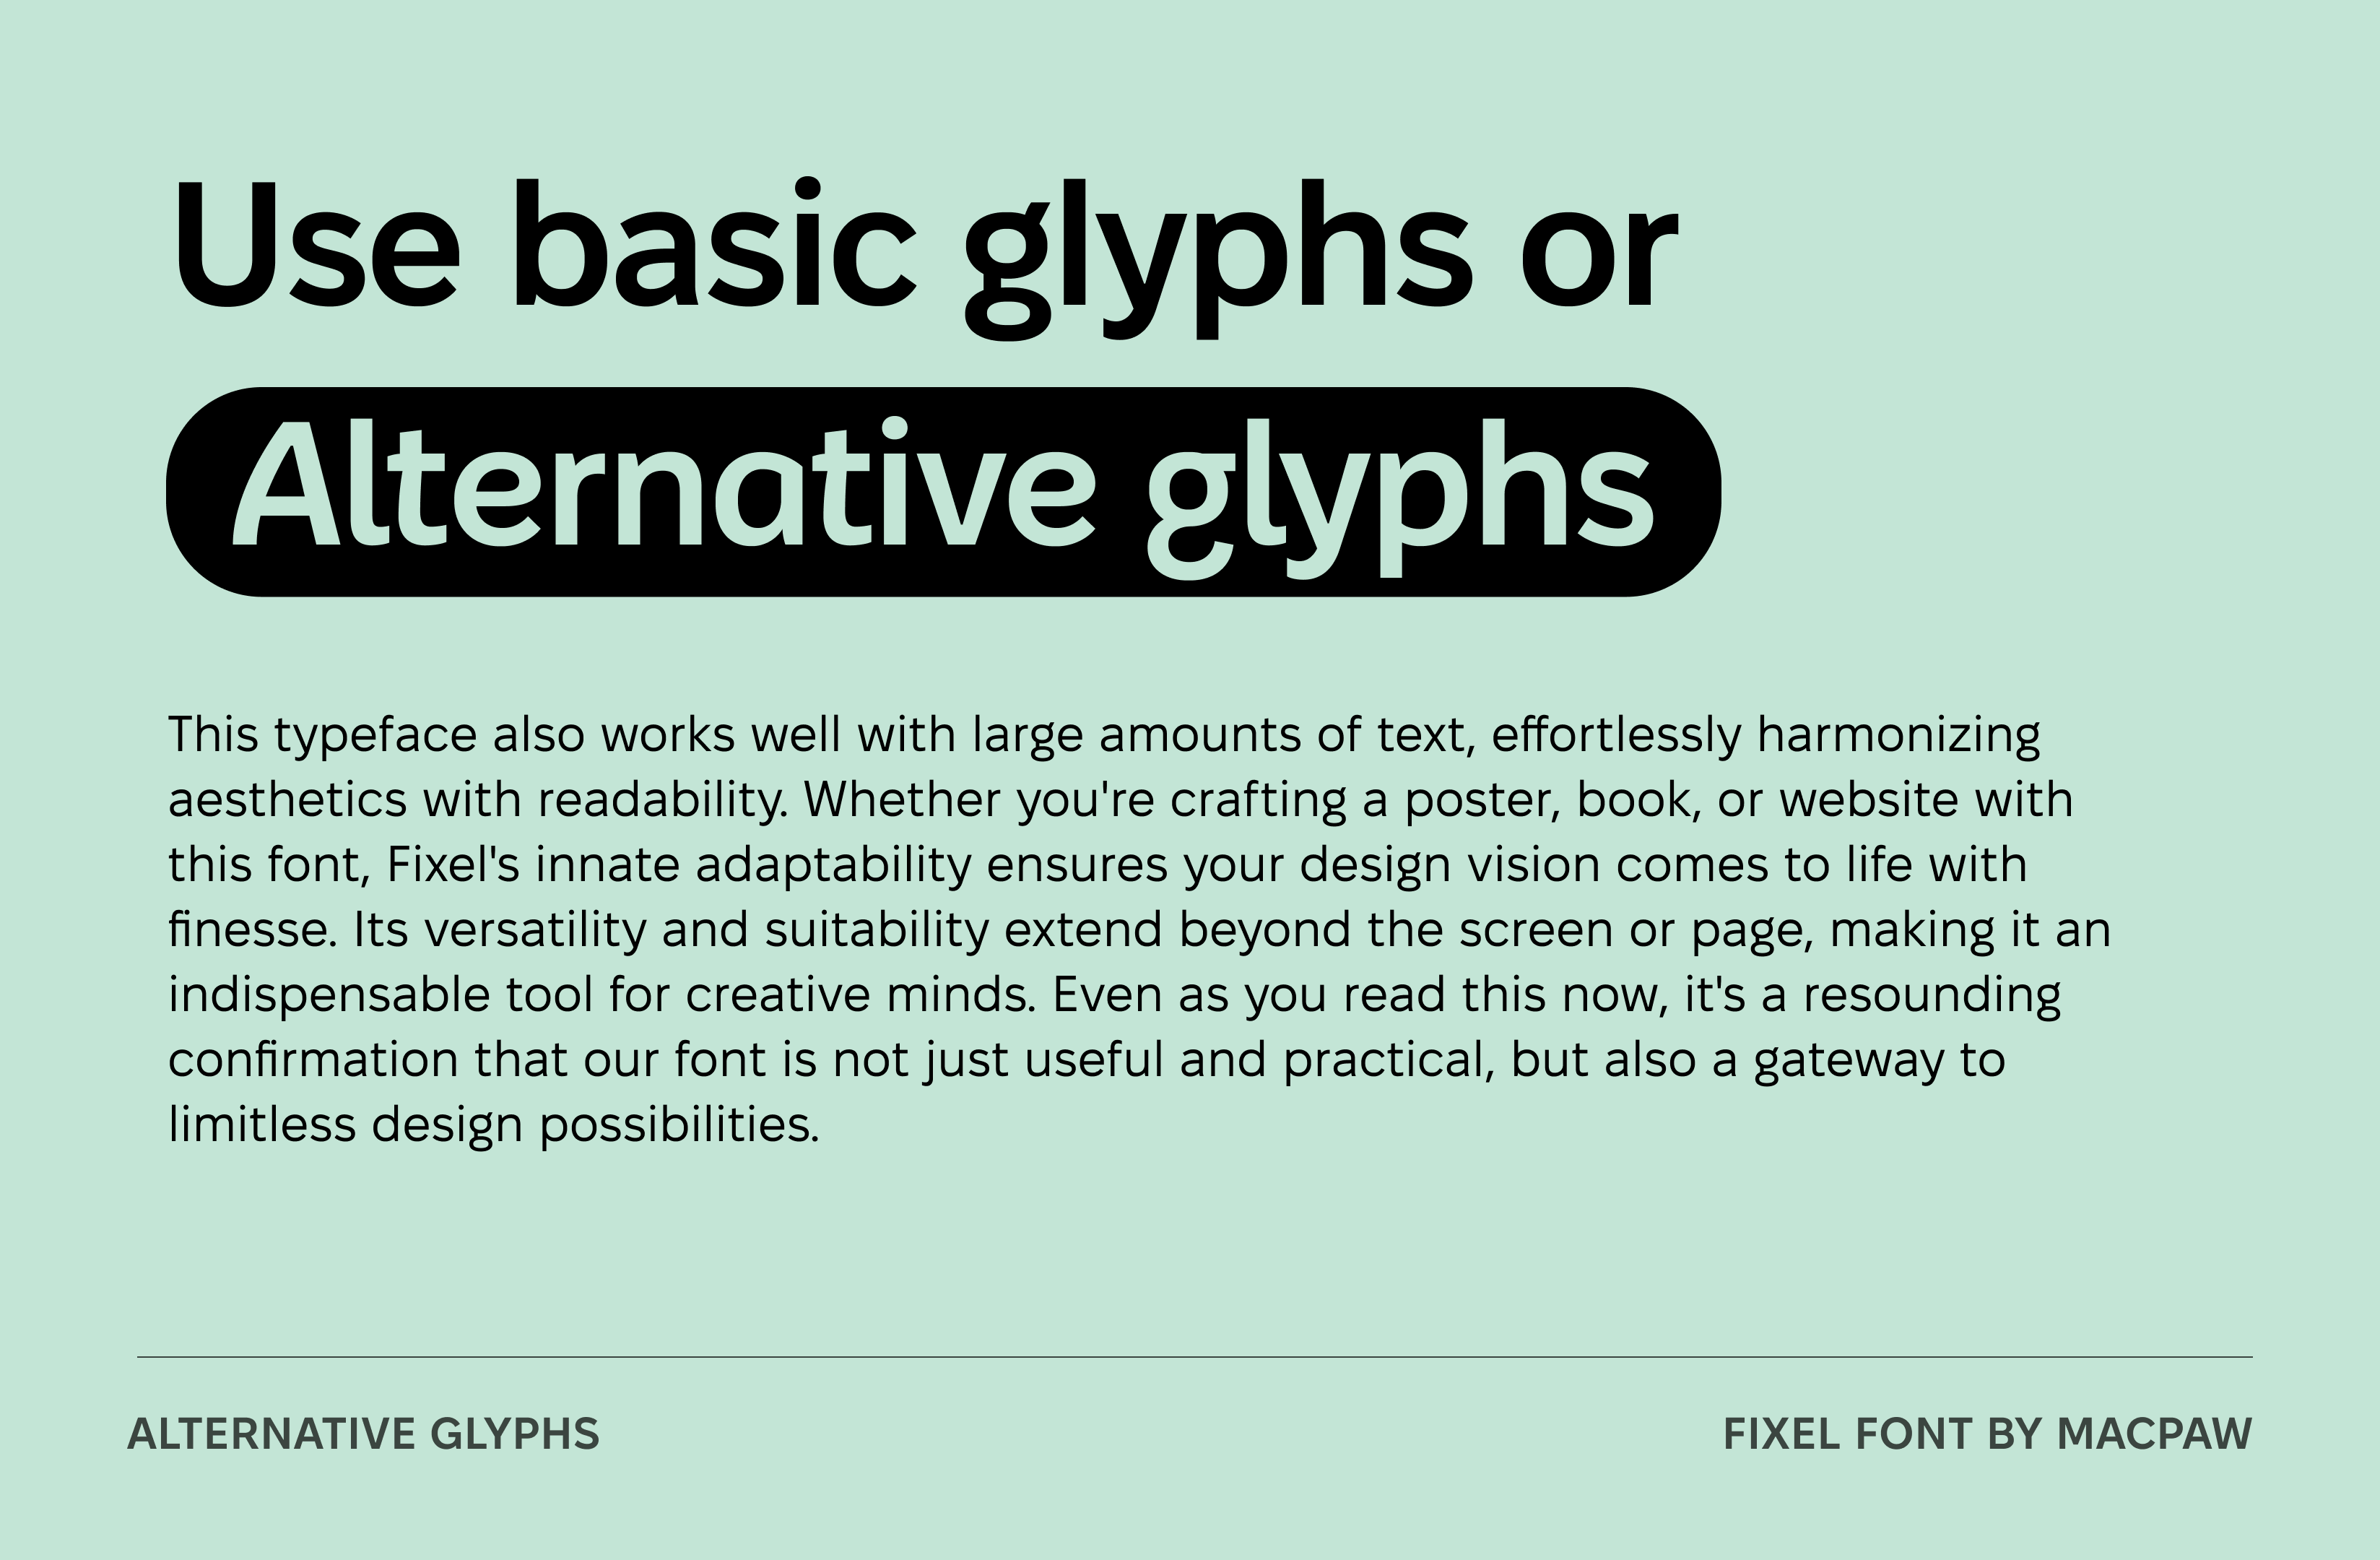 Use basic glyphs or
Alternative glyphs
This typeface also works well with large amounts of text, effortlessly harmonizing
aesthetics with readability. Whether you're crafting a poster, book, or website with
this font, Fixel's innate adaptability ensures your design vision comes to life with
finesse. Its versatility and suitability extend beyond the screen or page, making it an
indispensable tool for creative minds. Even as you read this now, it's a resounding
confirmation that our font is not just useful and practical, but also a gateway to
limitless design possibilities.
ALTERNATIVE GLYPHS
FIXEL FONT BY MACPAW